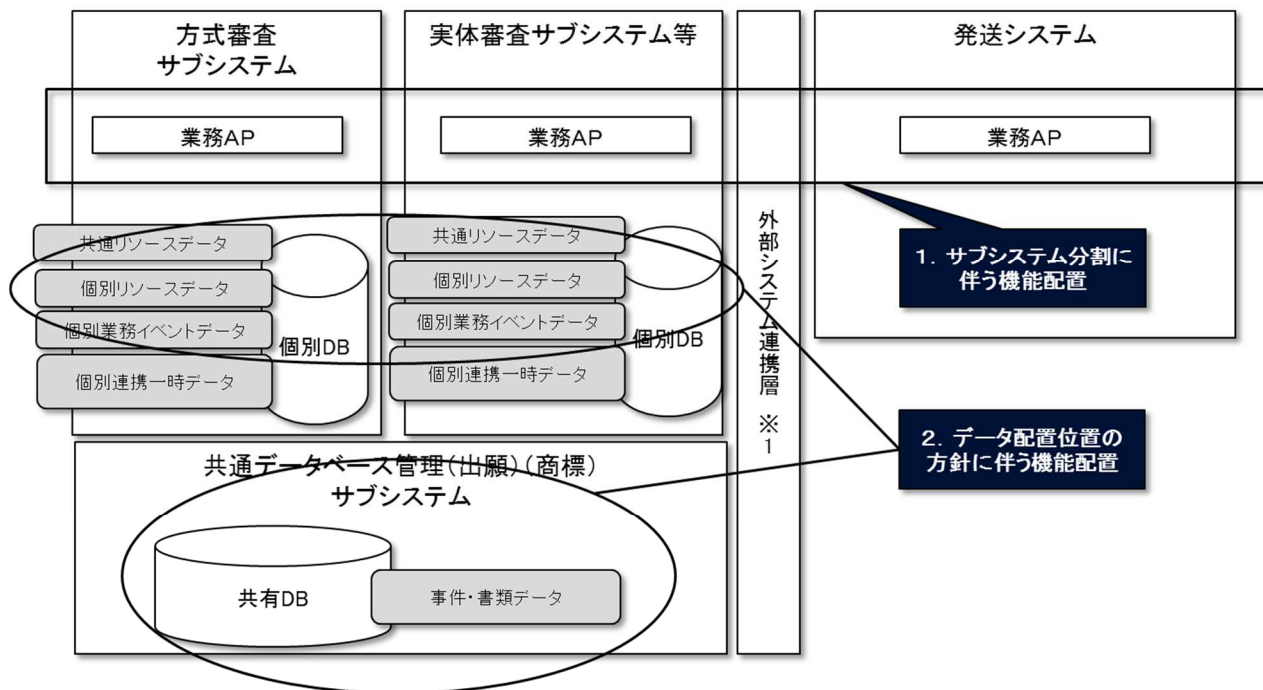 方式審査
サブシステム
業務AP
共通リソースデータ
個別リソースデータ
個別業務イベントデータ
個別連携一時データ
個別DB
実体審査サブシステム等
業務AP
共通リソースデータ
個別リソースデータ
個別業務イベントデータ
個別連携一時データ
個別DB
外部システム連携層 ※1
発送システム
業務AP
1. サブシステム分割に
伴う機能配置
2. データ配置位置の
方針に伴う機能配置
共通データベース管理(出願)(商標)
サブシステム
共有DB
事件・書類データ